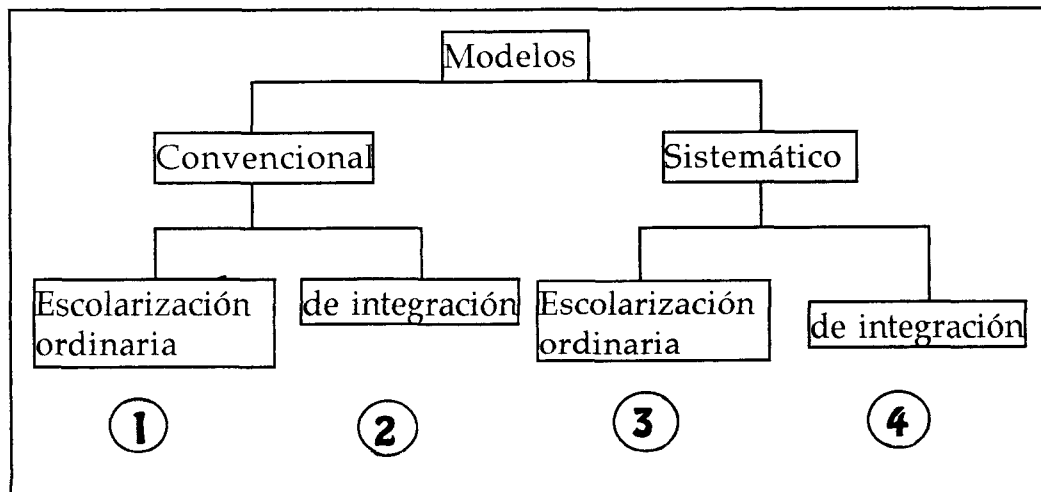 Modelos
Convencional
Sistemático
Escolarización
ordinaria
de integración
Escolarización
ordinaria
de integración
1
2
3
4